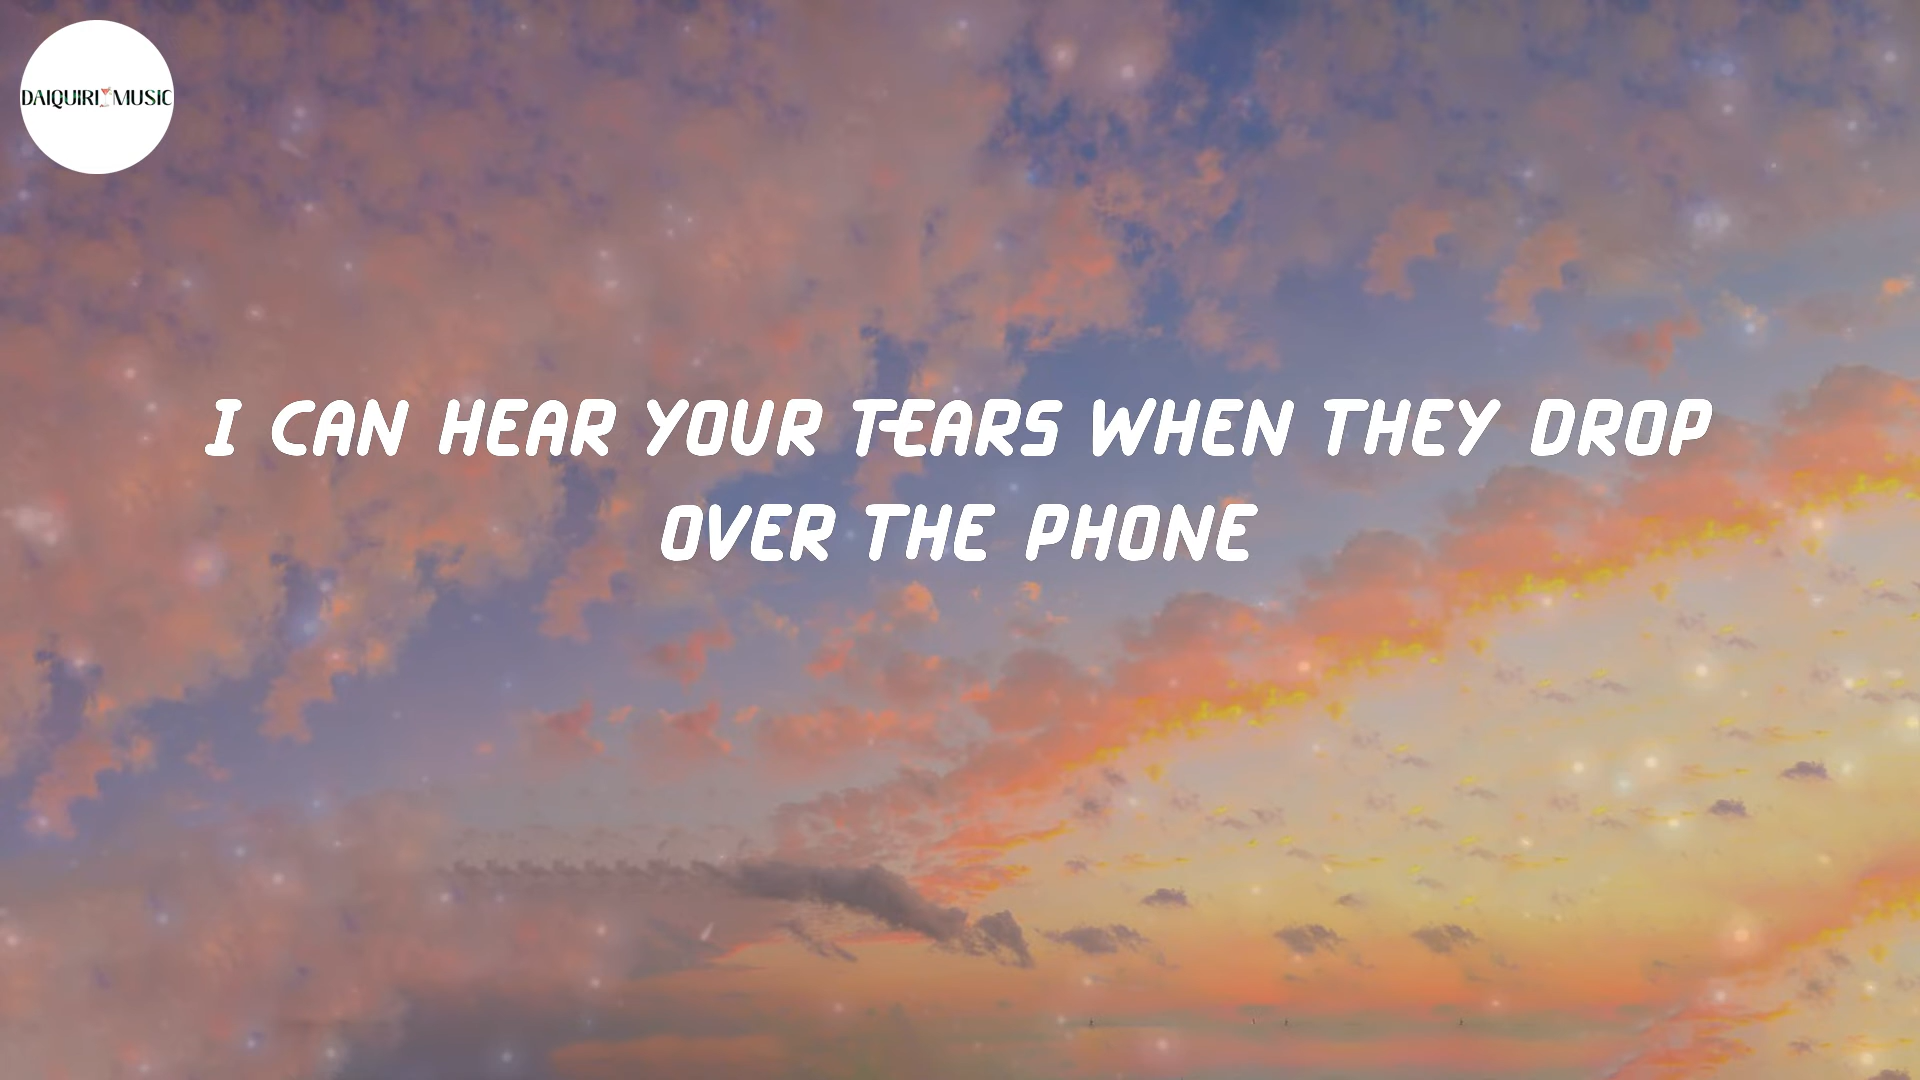 DAIQUIRI MUSIC
I CAN HEAR YOUR TEARS WHEN THEY DROP
OVER THE PHONE